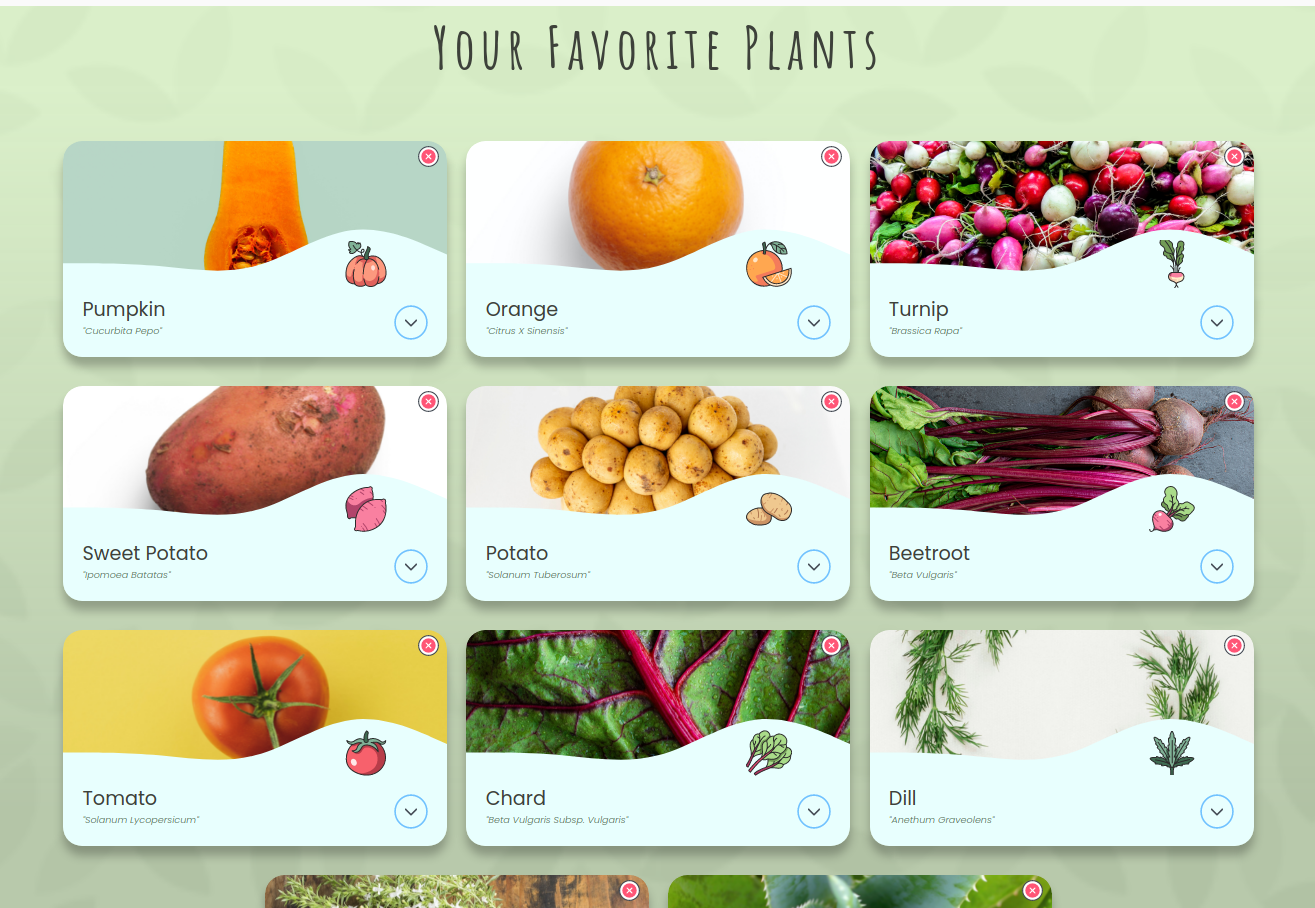 Your Favorite Plants
Pumpkin
"Cucurbita Pepo"
Orange
"Citrus X Sinensis"
Turnip
"Brassica Rapa"
Sweet Potato
"Ipomoea Batatas"
Potato
"Solanum Tuberosum"
Beetroot
"Beta Vulgaris"
Tomato
"Solanum Lycopersicum"
Chard
"Beta Vulgaris Subsp. Vulgaris"
Dill
"Anethum Graveolens"